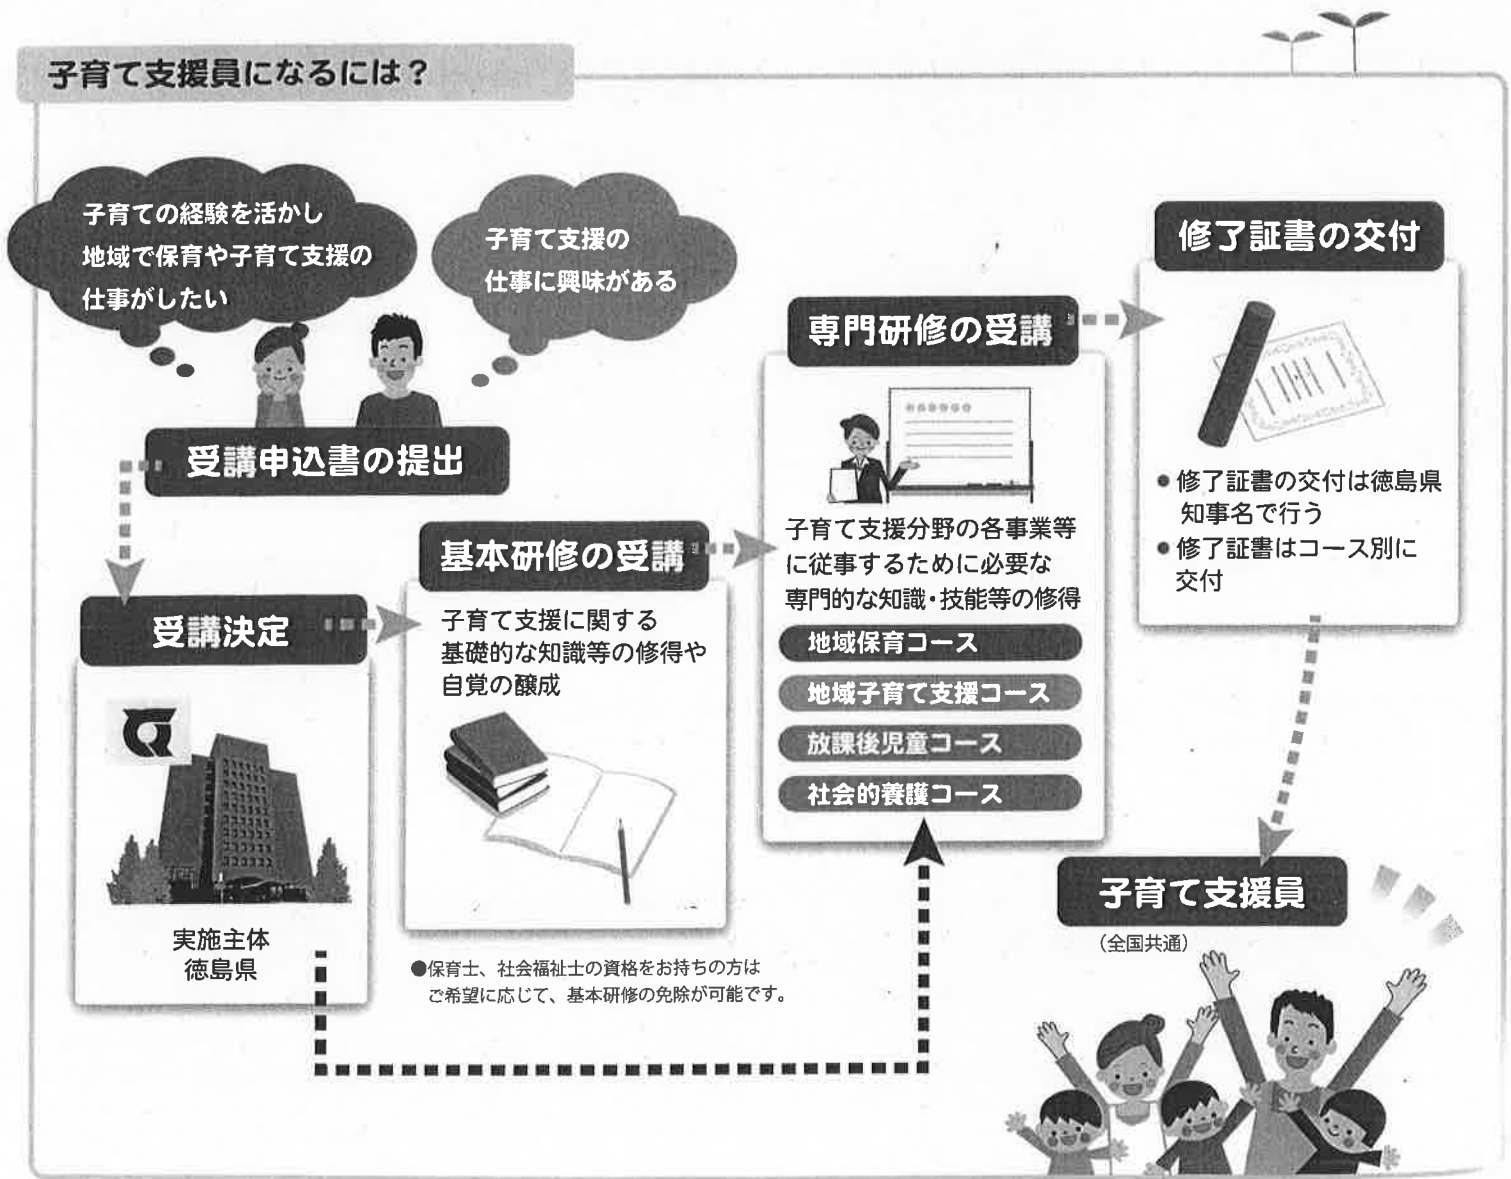 子育て支援員になるには？
子育ての経験を活かし
地域で保育や子育て支援の
仕事がしたい
子育て支援の
仕事に興味がある
受講申込書の提出
受講決定
実施主体
徳島県
基本研修の受講
子育て支援に関する
基礎的な知識等の修得や
自覚の醸成
●保育士、社会福祉士の資格をお持ちの方は
ご希望に応じて、基本研修の免除が可能です。
専門研修の受講
子育て支援分野の各事業等
に従事するために必要な
専門的な知識・技能等の修得
地域保育コース
地域子育て支援コース
放課後児童コース
社会的養護コース
修了証書の交付
●修了証書の交付は徳島県
知事名で行う
●修了証書はコース別に
交付
子育て支援員
（全国共通）